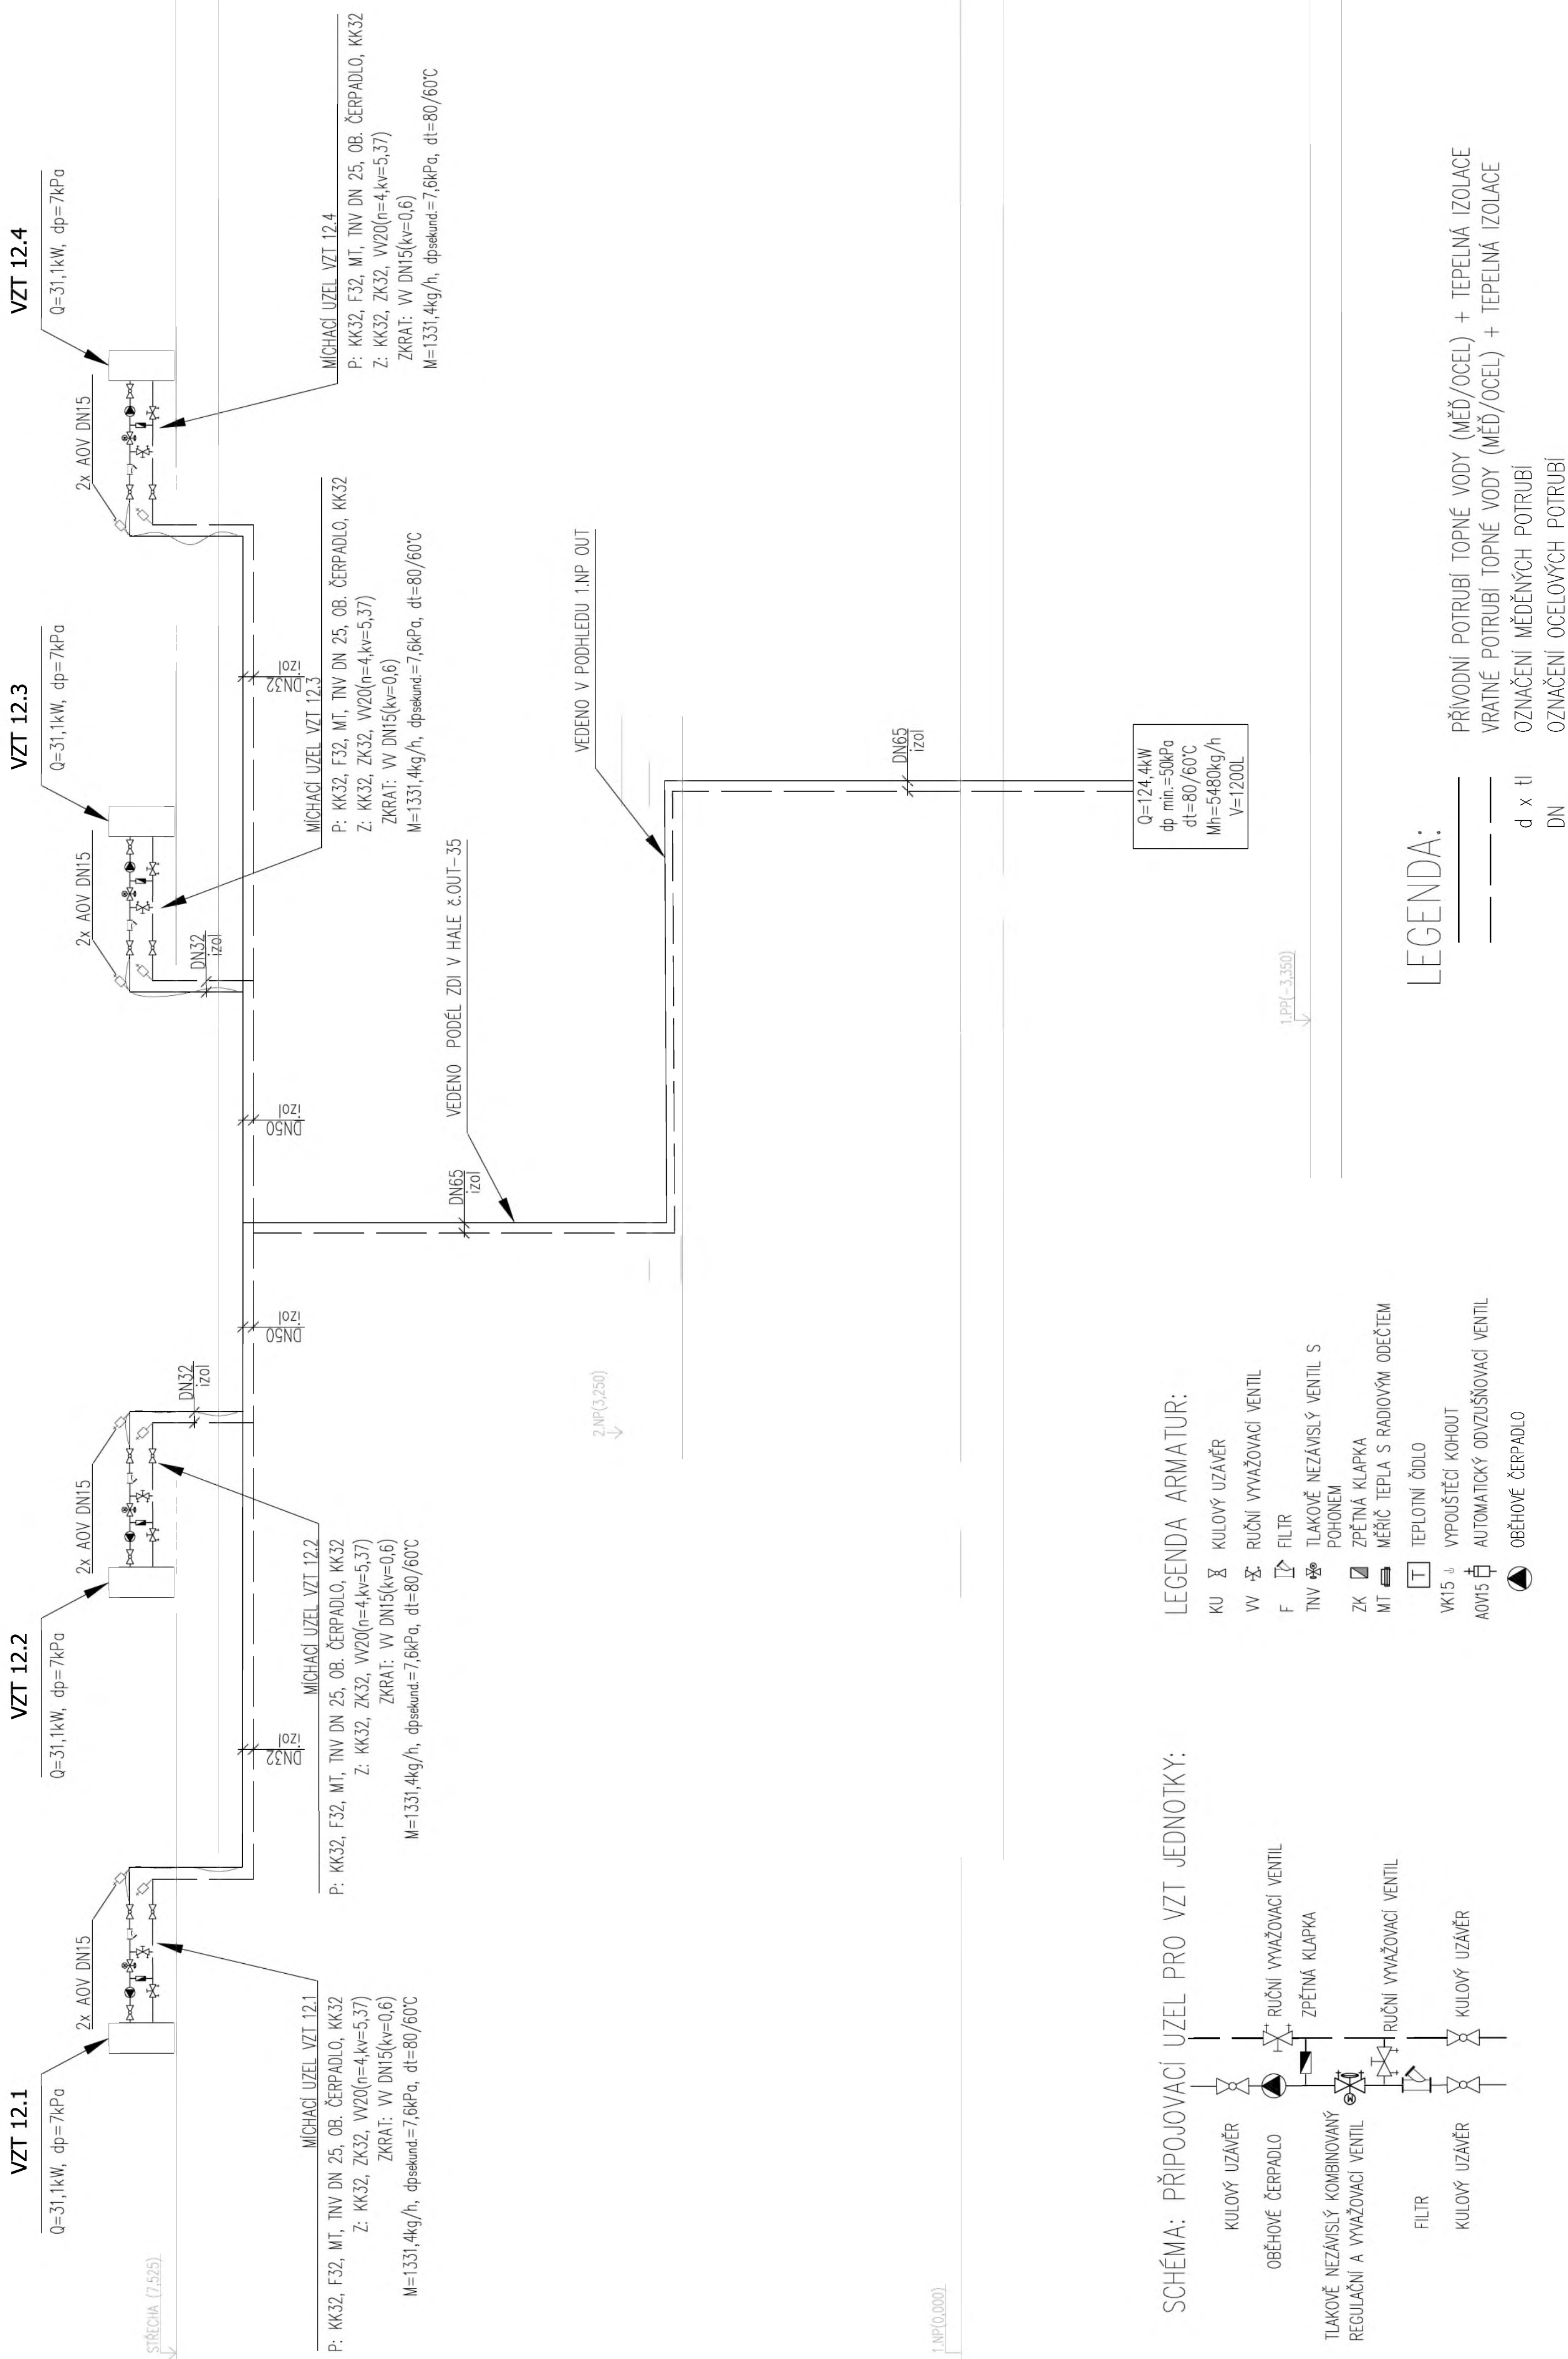 VZT 12.1
Q=31,1kW, dp=7kPa
2x AOV DN15
VZT 12.2
Q=31,1kW, dp=7kPa
2x AOV DN15
VZT 12.3
Q=31,1kW, dp=7kPa
2x AOV DN15
VZT 12.4
Q=31,1kW, dp=7kPa
2x AOV DN15
STŘECHA (7,525)
DN32
izol
DN32
izol
DN32
izol
DN50
izol
DN50
izol
DN32
izol
MÍCHACÍ UZEL VZT 12.1
P: KK32, F32, MT, TNV DN 25, OB. ČERPADLO, KK32
Z: KK32, ZK32, VV20(n=4,kv=5,37)
ZKRAT: VV DN15(kv=0,6)
M=1331,4kg/h, dpsekund.=7,6kPa, dt=80/60°C
MÍCHACÍ UZEL VZT 12.2
P: KK32, F32, MT, TNV DN 25, OB. ČERPADLO, KK32
Z: KK32, ZK32, VV20(n=4,kv=5,37)
ZKRAT: VV DN15(kv=0,6)
M=1331,4kg/h, dpsekund.=7,6kPa, dt=80/60°C
MÍCHACÍ UZEL VZT 12.3
P: KK32, F32, MT, TNV DN 25, OB. ČERPADLO, KK32
Z: KK32, ZK32, VV20(n=4,kv=5,37)
ZKRAT: VV DN15(kv=0,6)
M=1331,4kg/h, dpsekund.=7,6kPa, dt=80/60°C
MÍCHACÍ UZEL VZT 12.4
P: KK32, F32, MT, TNV DN 25, OB. ČERPADLO, KK32
Z: KK32, ZK32, VV20(n=4,kv=5,37)
ZKRAT: VV DN15(kv=0,6)
M=1331,4kg/h, dpsekund.=7,6kPa, dt=80/60°C
DN65
izol
VEDENO PODÉL ZDI V HALE č.OUT-35
VEDENO V PODHLEDU 1.NP OUT
2.NP(3,250)
DN65
izol
1.NP(0,000)
Q=124,4kW
dp min.=50kPa
dt=80/60°C
Mh=5480kg/h
V=1200L
1.PP(-3,350)
SCHÉMA: PŘIPOJOVACÍ UZEL PRO VZT JEDNOTKY:
KULOVÝ UZÁVĚR
OBĚHOVÉ ČERPADLO
RUČNÍ VYVAŽOVACÍ VENTIL
ZPĚTNÁ KLAPKA
TLAKOVĚ NEZÁVISLÝ KOMBINOVANÝ
REGULAČNÍ A VYVAŽOVACÍ VENTIL
RUČNÍ VYVAŽOVACÍ VENTIL
FILTR
KULOVÝ UZÁVĚR
KULOVÝ UZÁVĚR
LEGENDA ARMATUR:
KU KULOVÝ UZÁVĚR
VV RUČNÍ VYVAŽOVACÍ VENTIL
F FILTR
TNV TLAKOVĚ NEZÁVISLÝ VENTIL S
POHONEM
ZK ZPĚTNÁ KLAPKA
MT MĚŘIČ TEPLA S RADIOVÝM ODEČTEM
T TEPLOTNÍ ČIDLO
VK15 VYPOUŠTĚCÍ KOHOUT
AOV15 AUTOMATICKÝ ODVZUŠŇOVACÍ VENTIL
OBĚHOVÉ ČERPADLO
LEGENDA:
PŘÍVODNÍ POTRUBÍ TOPNÉ VODY (MĚĎ/OCEL) + TEPELNÁ IZOLACE
VRATNÉ POTRUBÍ TOPNÉ VODY (MĚĎ/OCEL) + TEPELNÁ IZOLACE
d x tl OZNAČENÍ MĚDĚNÝCH POTRUBÍ
DN OZNAČENÍ OCELOVÝCH POTRUBÍ